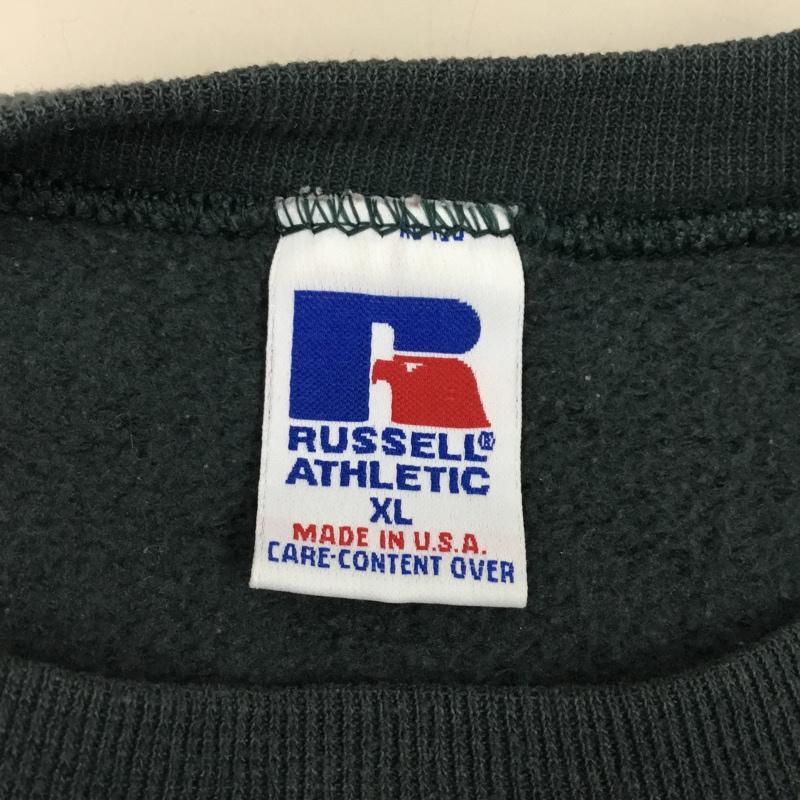 RUSSELL®
ATHLETIC
XL
MADE IN U.S.A.
CARE-CONTENT OVER